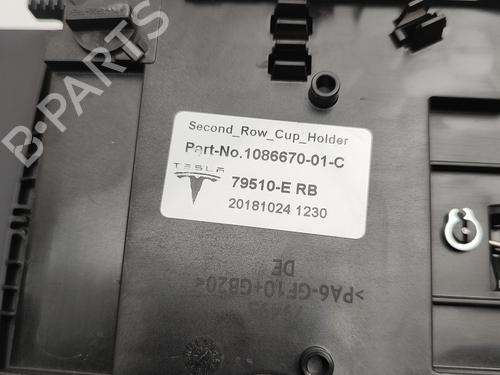 B-PARTS
Second_Row_Cup_Holder
Part-No.1086670-01-C
TESLA
79510-E RB
20181024 1230
DE
>PA6-GF10+GB20<